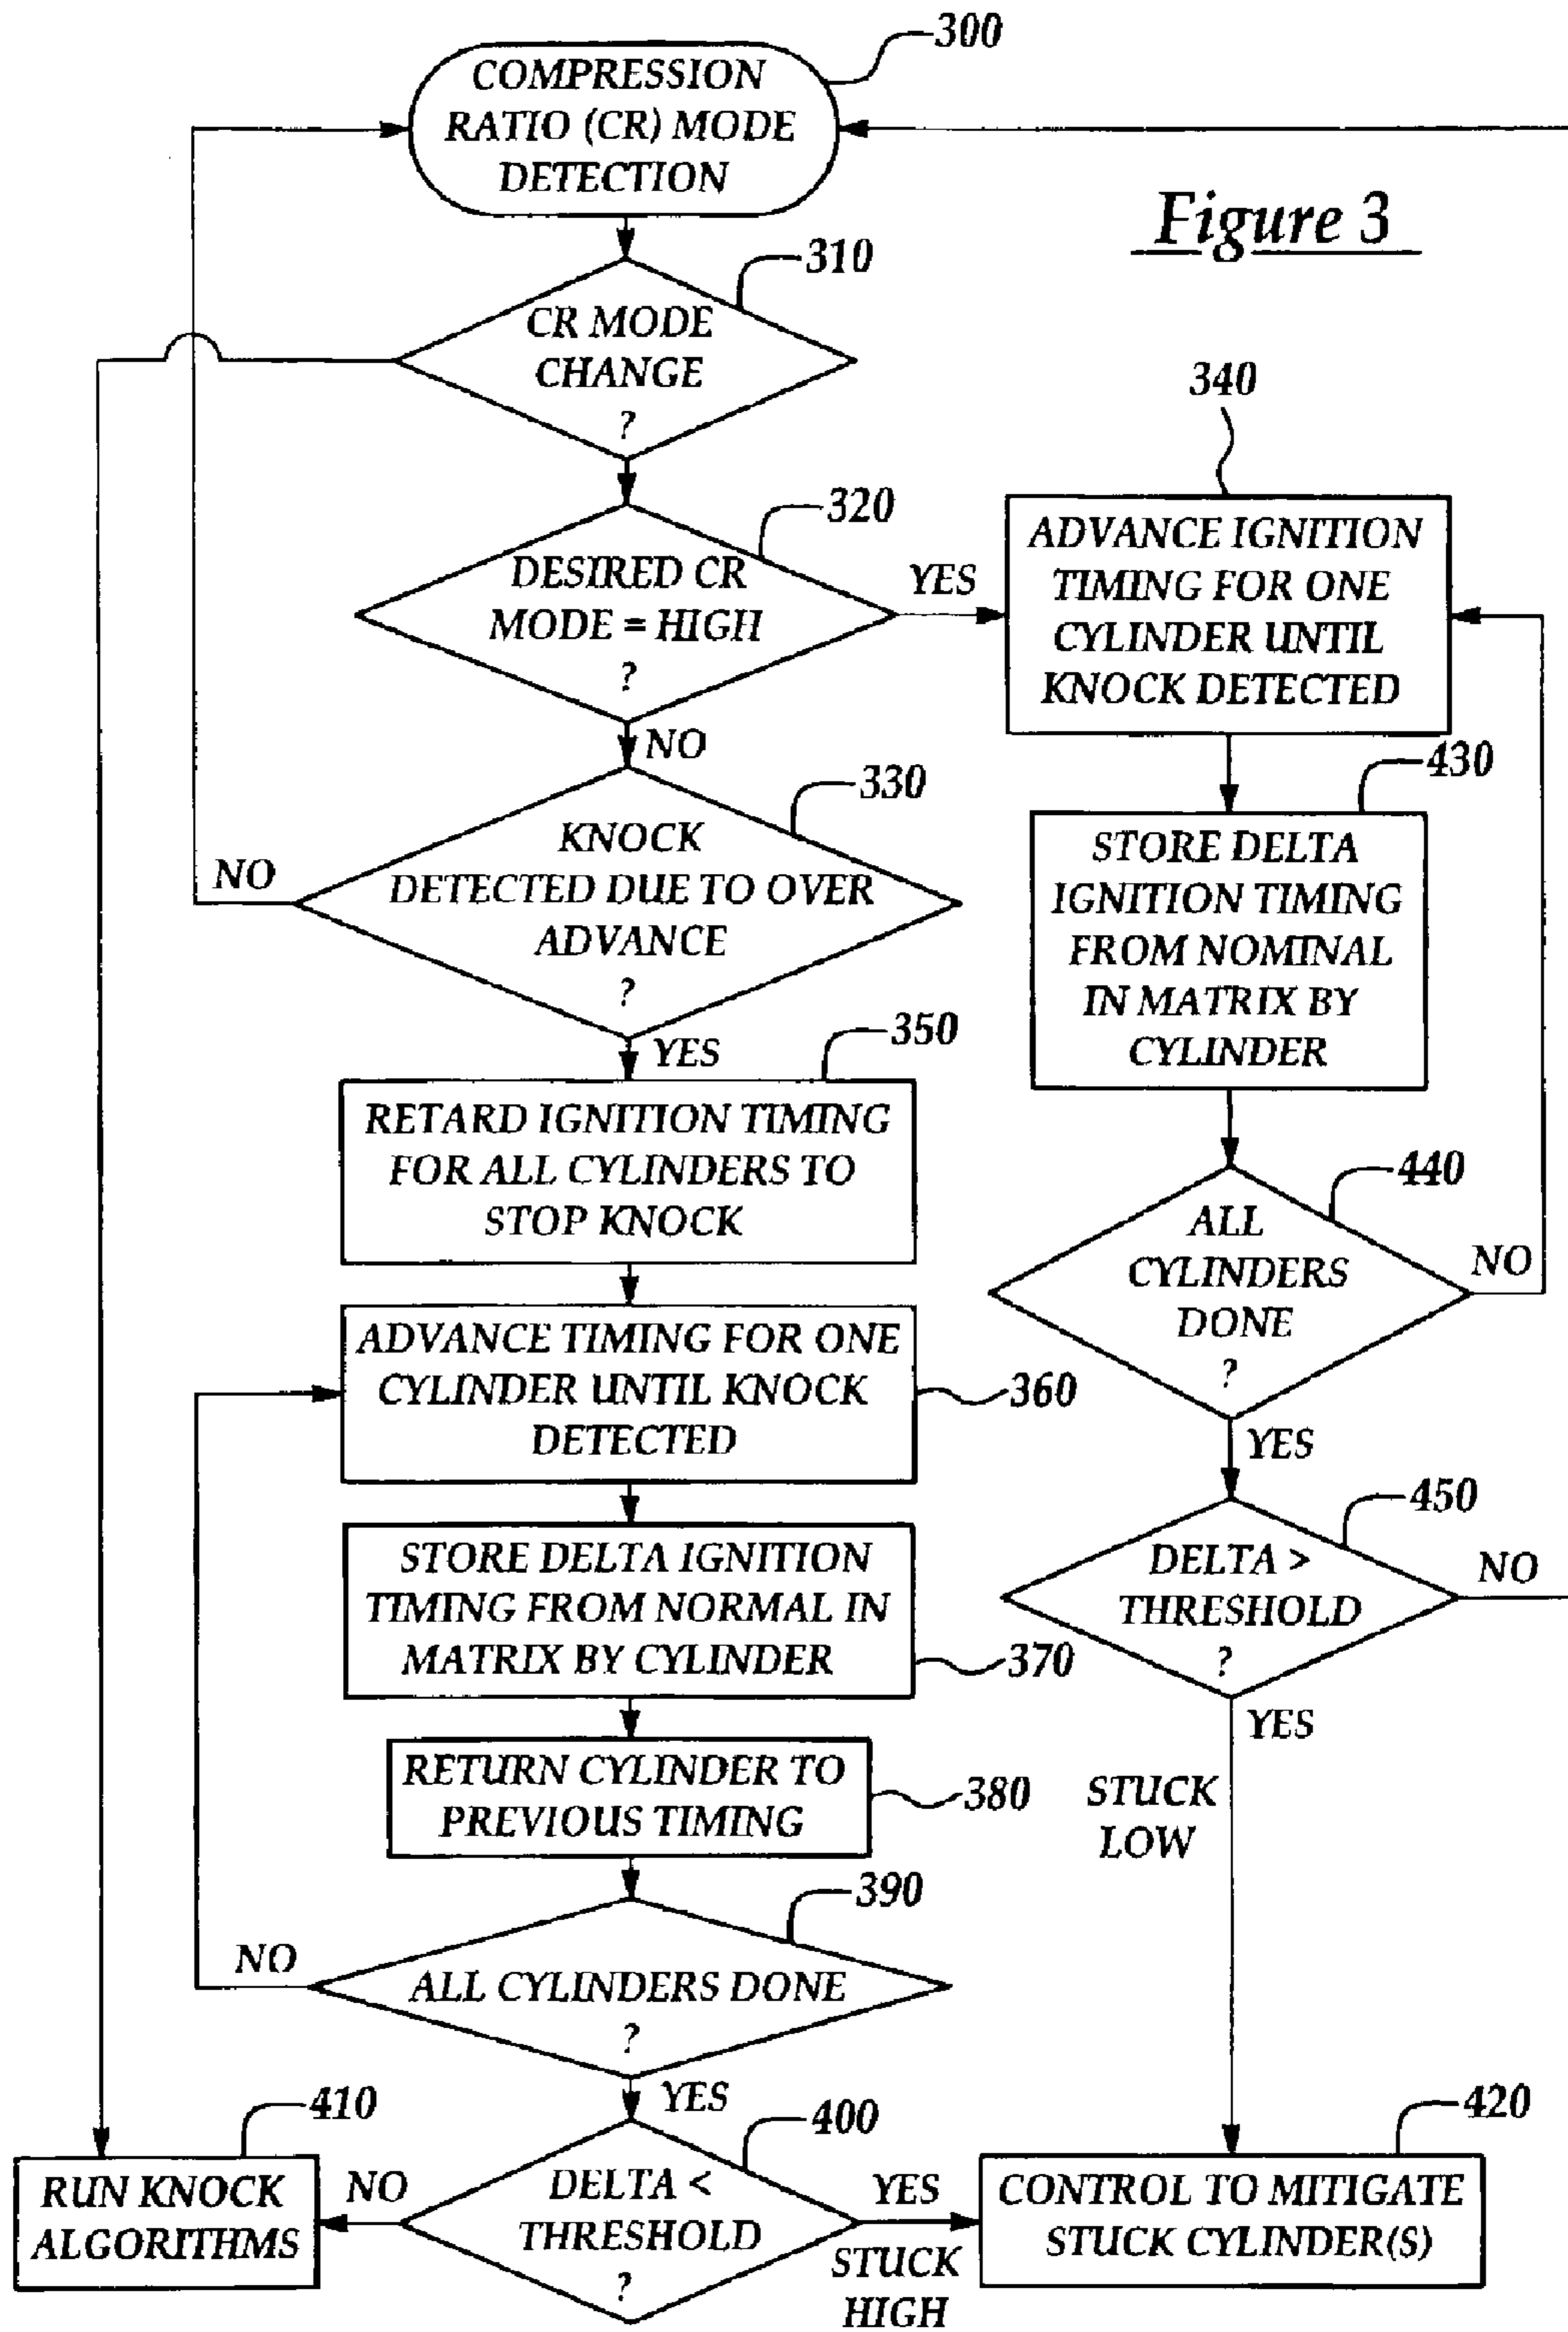 300
COMPRESSION
RATIO (CR) MODE
DETECTION
Figure 3
310
CR MODE
CHANGE
?
320
DESIRED CR
MODE = HIGH
?
YES
340
ADVANCE IGNITION
TIMING FOR ONE
CYLINDER UNTIL
KNOCK DETECTED
NO
330
KNOCK
DETECTED DUE TO OVER
ADVANCE
?
NO
430
STORE DELTA
IGNITION TIMING
FROM NOMINAL
IN MATRIX BY
CYLINDER
YES
350
RETARD IGNITION TIMING
FOR ALL CYLINDERS TO
STOP KNOCK
440
ALL
CYLINDERS
DONE
?
NO
ADVANCE TIMING FOR ONE
CYLINDER UNTIL KNOCK
DETECTED
360
YES
450
DELTA >
THRESHOLD
?
NO
STORE DELTA IGNITION
TIMING FROM NORMAL IN
MATRIX BY CYLINDER
370
YES
RETURN CYLINDER TO
PREVIOUS TIMING
380
STUCK
LOW
390
NO
ALL CYLINDERS DONE
?
YES
410
RUN KNOCK
ALGORITHMS
NO
400
DELTA <
THRESHOLD
?
YES
STUCK
HIGH
420
CONTROL TO MITIGATE
STUCK CYLINDER(S)